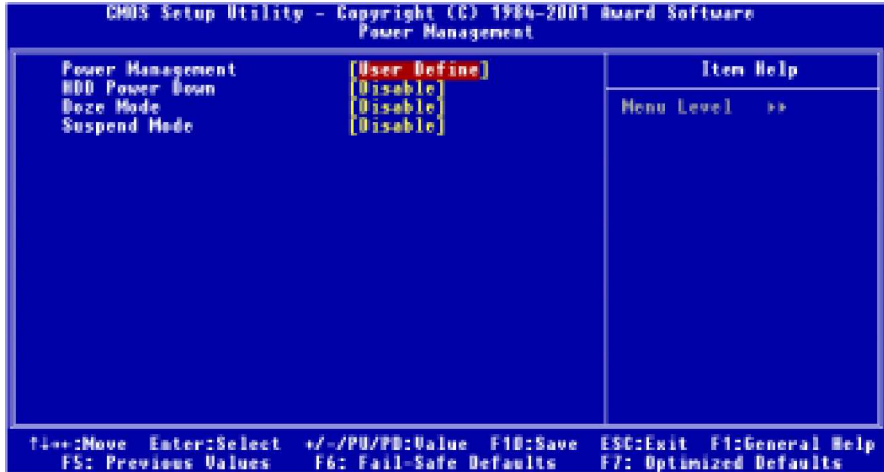 CMOS Setup Utility - Copyright (C) 1984-2001 Award Software
Power Management
Power Management [User Define]
HDD Power Down [Disable]
Doze Mode [Disable]
Suspend Mode [Disable]
Item Help
Menu Level ▸▸
↑↓→←:Move Enter:Select +/-/PU/PD:Value F10:Save ESC:Exit F1:General Help
F5: Previous Values F6: Fail-Safe Defaults F7: Optimized Defaults